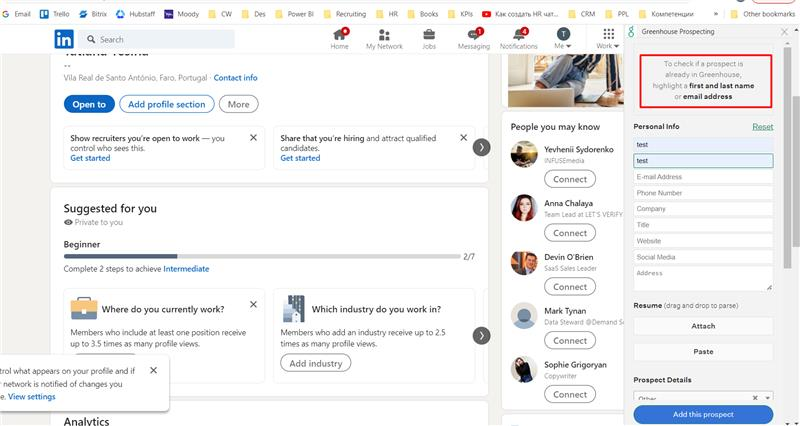 Email
Trello
Bitrix
Hubstaff
Moody
CW
Des
Power BI
Recruiting
HR
Books
KPIs
Как создать HR чат...
CRM
PPL
Компетенции
»
Other bookmarks
in
Search
Home
My Network
Jobs
1
Messaging
4
Notifications
T
Me
Work
Vila Real de Santo António, Faro, Portugal · Contact info
Open to
Add profile section
More
Show recruiters you're open to work — you
control who sees this.
Get started
Share that you're hiring and attract qualified
candidates.
Get started
Suggested for you
Private to you
Beginner
2/7
Complete 2 steps to achieve Intermediate
Where do you currently work?
Members who include at least one position receive
up to 3.5 times as many profile views.
Which industry do you work in?
Members who add an industry receive up to 2.5
times as many profile views.
Add industry
trol what appears on your profile and if
r network is notified of changes you
e. View settings
Analytics
People you may know
Yevhenii Sydorenko
INFUSEmedia
Connect
Anna Chalaya
Team Lead at LET'S VERIFY
Connect
Devin O'Brien
SaaS Sales Leader
Connect
Mark Tynan
Data Steward @Demand S
Connect
Sophie Grigoryan
Copywriter
Connect
Greenhouse Prospecting
To check if a prospect is
already in Greenhouse,
highlight a first and last name
or email address
Personal Info
Reset
test
test
E-mail Address
Phone Number
Company
Title
Website
Social Media
Address
Resume (drag and drop to parse)
Attach
Paste
Prospect Details
Other
Add this prospect